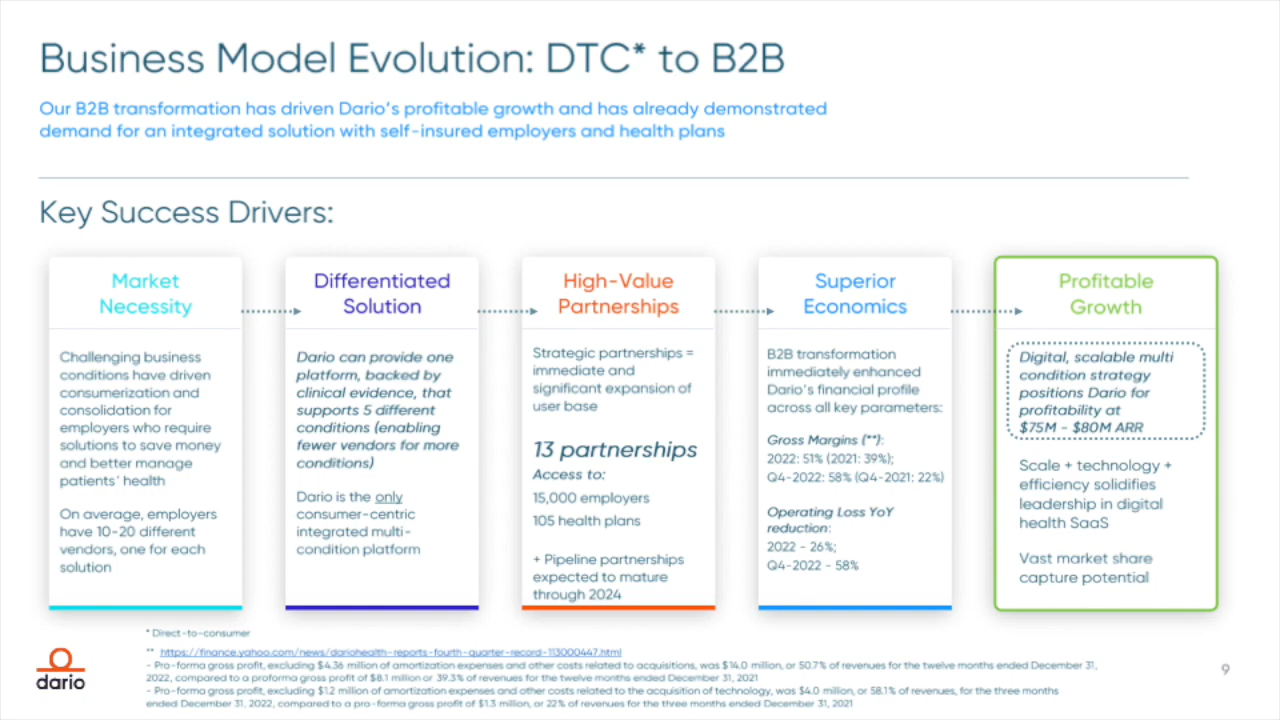 Business Model Evolution: DTC* to B2B
Our B2B transformation has driven Dario's profitable growth and has already demonstrated
demand for an integrated solution with self-insured employers and health plans
Key Success Drivers:
Market
Necessity
Challenging business
conditions have driven
consumerization and
consolidation for
employers who require
solutions to save money
and better manage
patients' health
On average, employers
have 10-20 different
vendors, one for each
solution
Differentiated
Solution
Dario can provide one
platform, backed by
clinical evidence, that
supports 5 different
conditions (enabling
fewer vendors for more
conditions)
Dario is the only
consumer-centric
integrated multi-
condition platform
High-Value
Partnerships
Strategic partnerships =
immediate and
significant expansion of
user base
13 partnerships
Access to:
15,000 employers
105 health plans
+ Pipeline partnerships
expected to mature
through 2024
Superior
Economics
B2B transformation
immediately enhanced
Dario's financial profile
across all key parameters:
Gross Margins (**):
2022: 51% (2021: 39%);
Q4-2022: 58% (Q4-2021: 22%)
Operating Loss YoY
reduction:
2022 - 26%;
Q4-2022 - 58%
Profitable
Growth
Digital, scalable multi
condition strategy
positions Dario for
profitability at
$75M - $80M ARR
Scale + technology +
efficiency solidifies
leadership in digital
health SaaS
Vast market share
capture potential
* Direct-to-consumer
** https://finance.yahoo.com/news/dariohealth-reports-fourth-quarter-record-113000447.html
- Pro-forma gross profit, excluding $4.36 million of amortization expenses and other costs related to acquisitions, was $14.0 million, or 50.7% of revenues for the twelve months ended December 31,
2022, compared to a proforma gross profit of $8.1 million or 39.3% of revenues for the twelve months ended December 31, 2021
- Pro-forma gross profit, excluding $1.2 million of amortization expenses and other costs related to the acquisition of technology, was $4.0 million, or 58.1% of revenues, for the three months
ended December 31, 2022, compared to a pro-forma gross profit of $1.3 million, or 22% of revenues for the three months ended December 31, 2021
dario
9